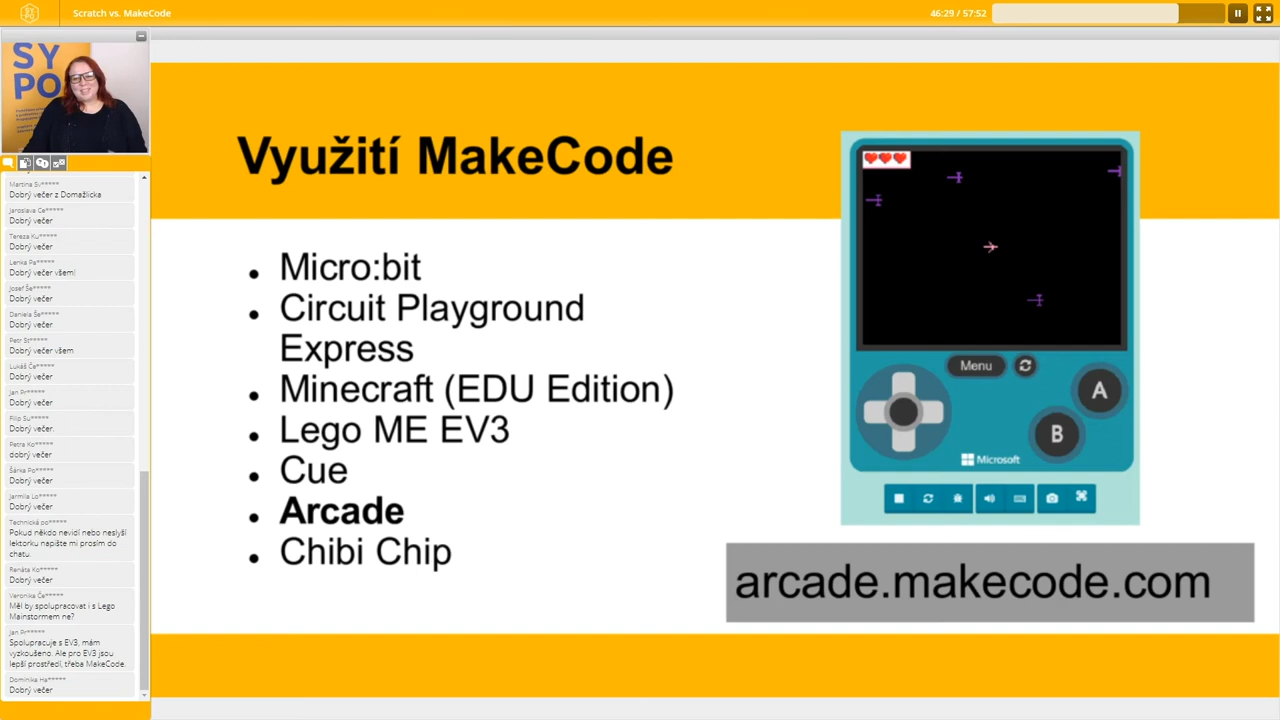 Scratch vs. MakeCode
46:29 / 57:52
SY
PO
Martina Sv*****
Dobrý večer z Domažlicka
Jaroslava Ce*****
Dobrý večer
Tereza Ku*****
Dobrý večer
Lenka Pa*****
Dobrý večer všem!
Josef Še*****
Dobrý večer
Daniela Še*****
Dobrý večer
Petr St*****
Dobrý večer všem
Lukáš Če*****
Dobrý večer
Jan Pr*****
Dobrý večer
Filip Su*****
Dobrý večer.
Petra Ko*****
dobrý večer
Šárka Po*****
Dobrý večer
Jarmila Lo*****
Dobrý večer
Technická po*****
Pokud někdo nevidí nebo neslyší
lektorku napište mi prosím do
chatu.
Renáta Ko*****
Dobrý večer
Veronika Če*****
Měl by spolupracovat i s Lego
Mainstormem ne?
Jan Pr*****
Spolupracuje s EV3, mám
vyzkoušeno. Ale pro EV3 jsou
lepší prostředí, třeba MakeCode.
Dominika Ha*****
Dobrý večer
Využití MakeCode
Micro:bit
Circuit Playground
Express
Minecraft (EDU Edition)
Lego ME EV3
Cue
Arcade
Chibi Chip
Menu
A
B
Microsoft
arcade.makecode.com